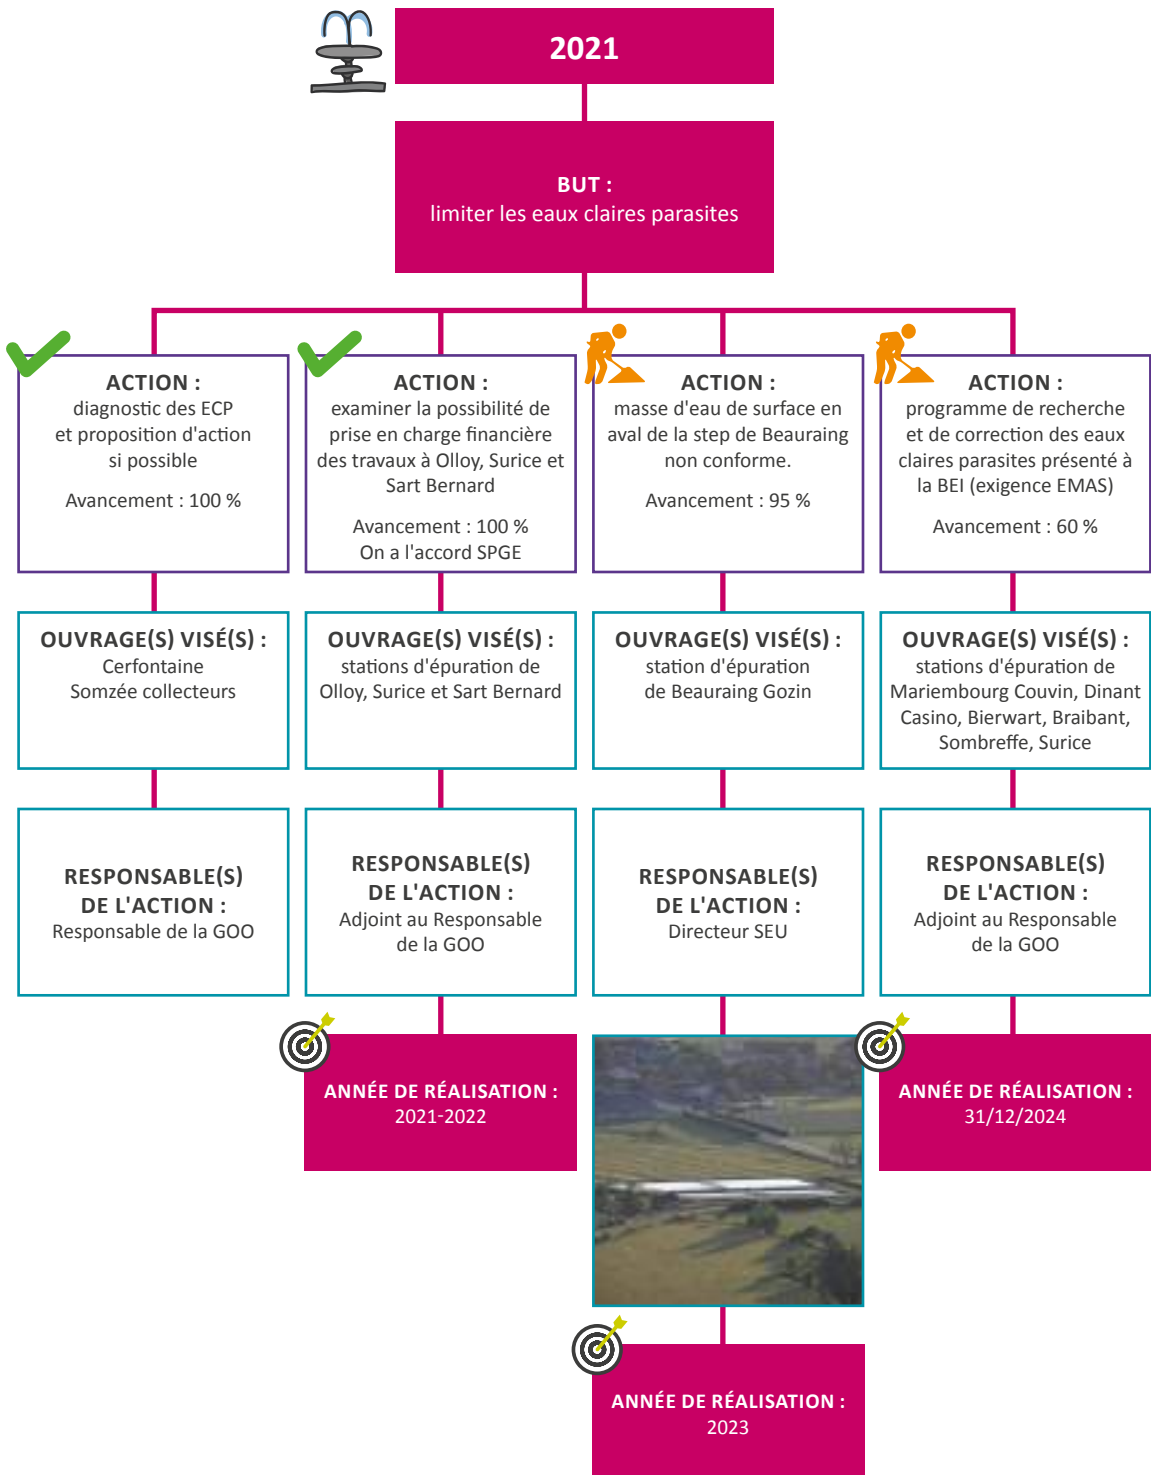 2021
BUT :
limiter les eaux claires parasites
ACTION :
diagnostic des ECP
et proposition d'action
si possible
Avancement : 100 %
OUVRAGE(S) VISÉ(S) :
Cerfontaine
Somzée collecteurs
RESPONSABLE(S)
DE L'ACTION :
Responsable de la GOO
ACTION :
examiner la possibilité de
prise en charge financière
des travaux à Olloy, Surice et
Sart Bernard
Avancement : 100 %
On a l'accord SPGE
OUVRAGE(S) VISÉ(S) :
stations d'épuration de
Olloy, Surice et Sart Bernard
RESPONSABLE(S)
DE L'ACTION :
Adjoint au Responsable
de la GOO
ANNÉE DE RÉALISATION :
2021-2022
ACTION :
masse d'eau de surface en
aval de la step de Beauraing
non conforme.
Avancement : 95 %
OUVRAGE(S) VISÉ(S) :
station d'épuration
de Beauraing Gozin
RESPONSABLE(S)
DE L'ACTION :
Directeur SEU
ANNÉE DE RÉALISATION :
2023
ACTION :
programme de recherche
et de correction des eaux
claires parasites présenté à
la BEI (exigence EMAS)
Avancement : 60 %
OUVRAGE(S) VISÉ(S) :
stations d'épuration de
Mariembourg Couvin, Dinant
Casino, Bierwart, Braibant,
Sombreffe, Surice
RESPONSABLE(S)
DE L'ACTION :
Adjoint au Responsable
de la GOO
ANNÉE DE RÉALISATION :
31/12/2024